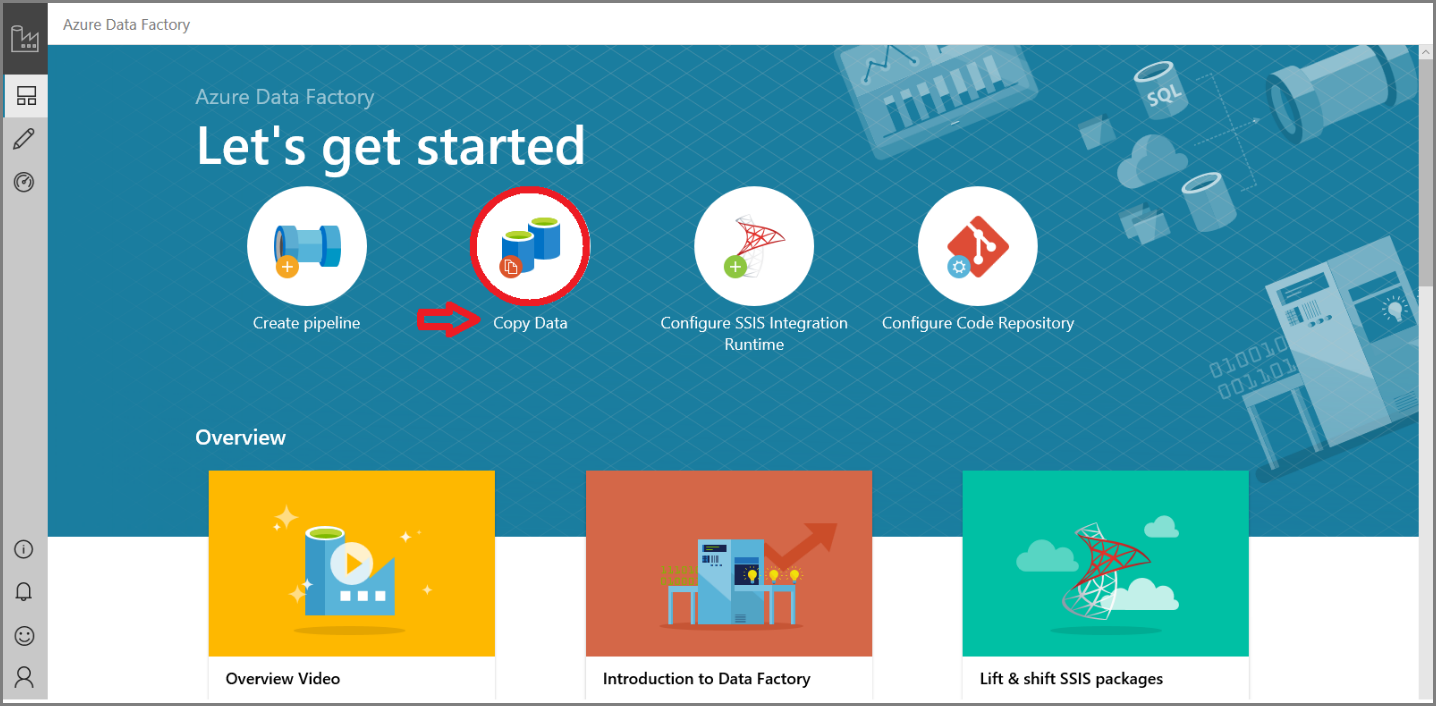 Azure Data Factory
Azure Data Factory
Let's get started
SQL
Create pipeline
Copy Data
Configure SSIS Integration
Runtime
Configure Code Repository
Overview
Overview Video
Introduction to Data Factory
Lift & shift SSIS packages